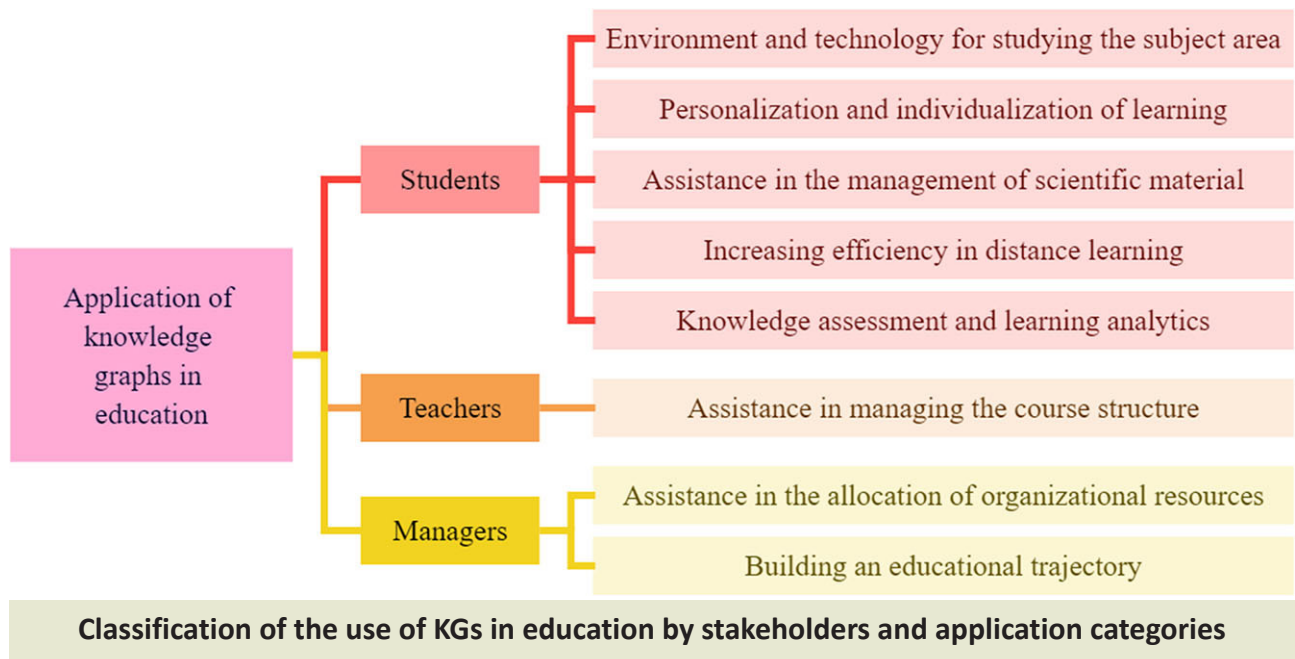 Application of
knowledge
graphs in
education
Students
Environment and technology for studying the subject area
Personalization and individualization of learning
Assistance in the management of scientific material
Increasing efficiency in distance learning
Knowledge assessment and learning analytics
Teachers
Assistance in managing the course structure
Managers
Assistance in the allocation of organizational resources
Building an educational trajectory
Classification of the use of KGs in education by stakeholders and application categories